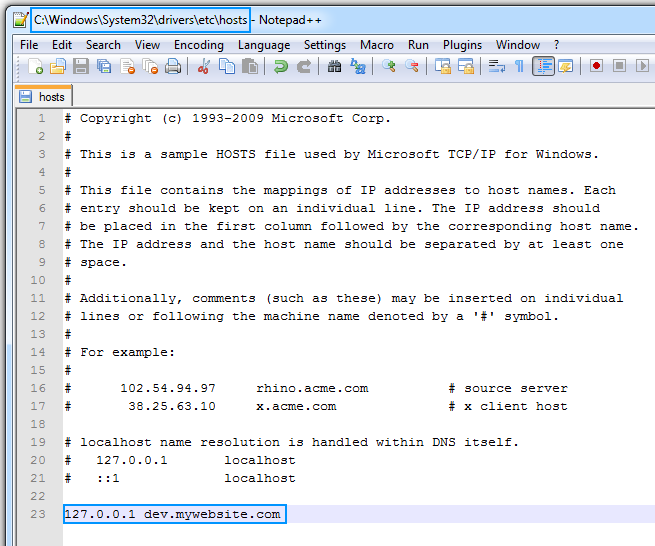 C:\Windows\System32\drivers\etc\hosts - Notepad++
File Edit Search View Encoding Language Settings Macro Run Plugins Window ?
hosts
1 # Copyright (c) 1993-2009 Microsoft Corp.
2 #
3 # This is a sample HOSTS file used by Microsoft TCP/IP for Windows.
4 #
5 # This file contains the mappings of IP addresses to host names. Each
6 # entry should be kept on an individual line. The IP address should
7 # be placed in the first column followed by the corresponding host name.
8 # The IP address and the host name should be separated by at least one
9 # space.
10 #
11 # Additionally, comments (such as these) may be inserted on individual
12 # lines or following the machine name denoted by a '#' symbol.
13 #
14 # For example:
15 #
16 #      102.54.94.97     rhino.acme.com          # source server
17 #       38.25.63.10     x.acme.com              # x client host
18
19 # localhost name resolution is handled within DNS itself.
20 #   127.0.0.1       localhost
21 #   ::1             localhost
22
23 127.0.0.1 dev.mywebsite.com